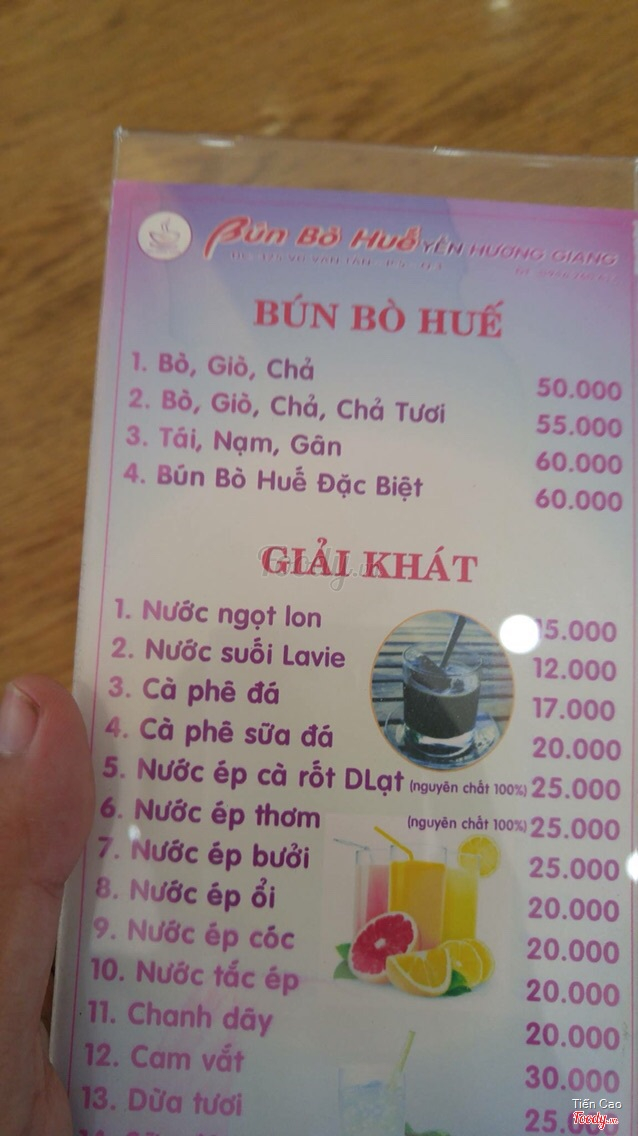 Bún Bò Huế YÊN HƯƠNG GIANG
BÚN BÒ HUẾ
1. Bò, Giò, Chả 50.000
2. Bò, Giò, Chả, Chả Tươi 55.000
3. Tái, Nạm, Gân 60.000
4. Bún Bò Huế Đặc Biệt 60.000
GIẢI KHÁT
Foody.vn
1. Nước ngọt lon 15.000
2. Nước suối Lavie 12.000
3. Cà phê đá 17.000
4. Cà phê sữa đá 20.000
5. Nước ép cà rốt DLạt (nguyên chất 100%) 25.000
6. Nước ép thơm (nguyên chất 100%) 25.000
7. Nước ép bưởi 25.000
8. Nước ép ổi 20.000
9. Nước ép cóc 20.000
10. Nước tắc ép 20.000
11. Chanh dây 20.000
12. Cam vắt 30.000
13. Dừa tươi 25.000
Tiến Cao
Foody.vn